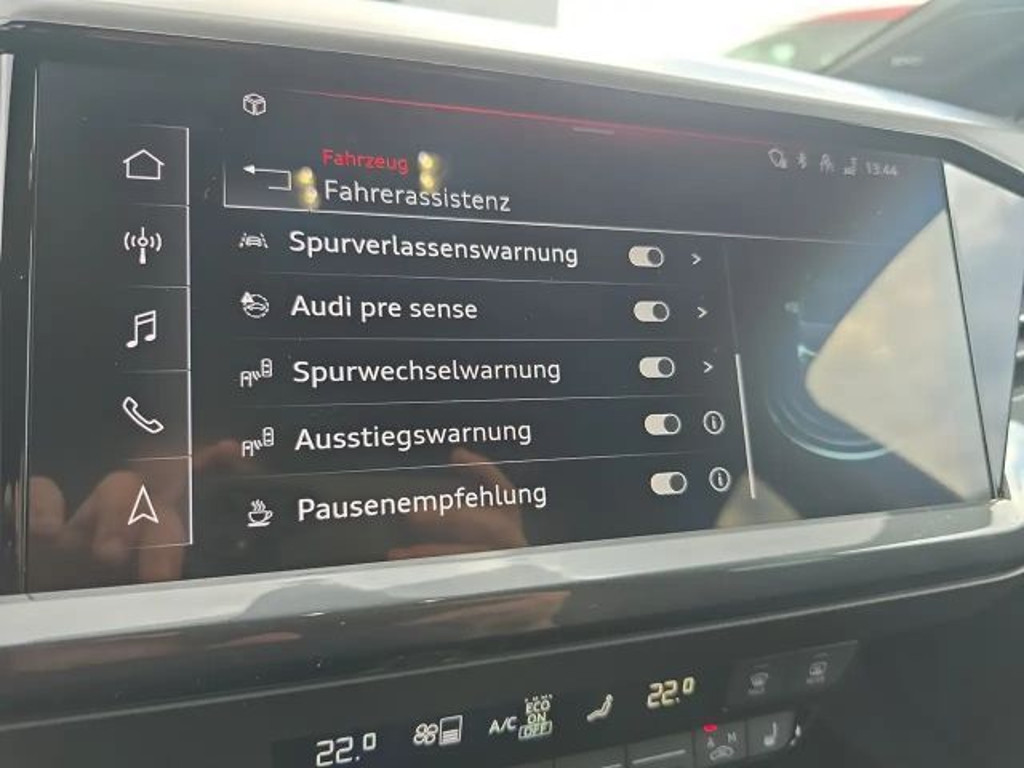 Fahrzeug
Fahrerassistenz
13:44
Spurverlassenswarnung
Audi pre sense
Spurwechselwarnung
Ausstiegswarnung
Pausenempfehlung
22.0
A/C
ECO
ON
OFF
22.0
A M